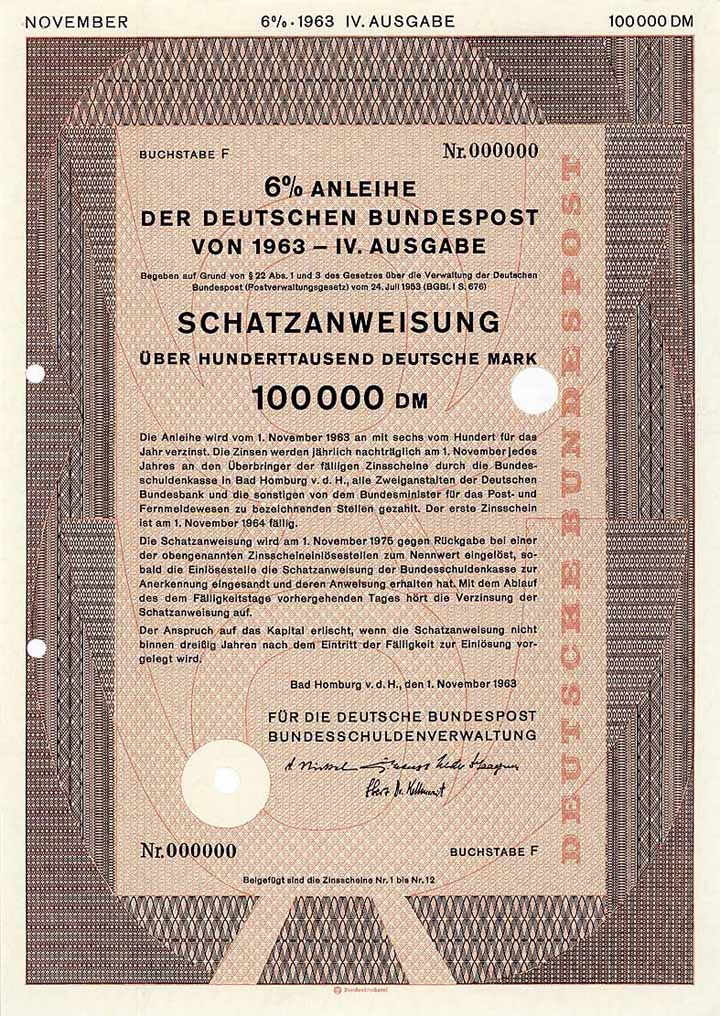 NOVEMBER 6% · 1963 IV. AUSGABE 100000 DM
BUCHSTABE F Nr. 000000
6% ANLEIHE
DER DEUTSCHEN BUNDESPOST
VON 1963 – IV. AUSGABE
Begeben auf Grund von § 22 Abs. 1 und 3 des Gesetzes über die Verwaltung der Deutschen
Bundespost (Postverwaltungsgesetz) vom 24. Juli 1953 (BGBl. I S. 676)
SCHATZANWEISUNG
ÜBER HUNDERTTAUSEND DEUTSCHE MARK
100000 DM
Die Anleihe wird vom 1. November 1963 an mit sechs vom Hundert für das
Jahr verzinst. Die Zinsen werden jährlich nachträglich am 1. November jedes
Jahres an den Überbringer der fälligen Zinsscheine durch die Bundes-
schuldenkasse in Bad Homburg v. d. H., alle Zweiganstalten der Deutschen
Bundesbank und die sonstigen von dem Bundesminister für das Post- und
Fernmeldewesen zu bezeichnenden Stellen gezahlt. Der erste Zinsschein
ist am 1. November 1964 fällig.
Die Schatzanweisung wird am 1. November 1975 gegen Rückgabe bei einer
der obengenannten Zinsscheineinlösestellen zum Nennwert eingelöst, so-
bald die Einlösestelle die Schatzanweisung der Bundesschuldenkasse zur
Anerkennung eingesandt und deren Anweisung erhalten hat. Mit dem Ablauf
des dem Fälligkeitstage vorhergehenden Tages hört die Verzinsung der
Schatzanweisung auf.
Der Anspruch auf das Kapital erlischt, wenn die Schatzanweisung nicht
binnen dreißig Jahren nach dem Eintritt der Fälligkeit zur Einlösung vor-
gelegt wird.
Bad Homburg v. d. H., den 1. November 1963
FÜR DIE DEUTSCHE BUNDESPOST
BUNDESSCHULDENVERWALTUNG
Nr. 000000 BUCHSTABE F
Beigefügt sind die Zinsscheine Nr. 1 bis Nr. 12
DEUTSCHE BUNDESPOST
Bundesdruckerei